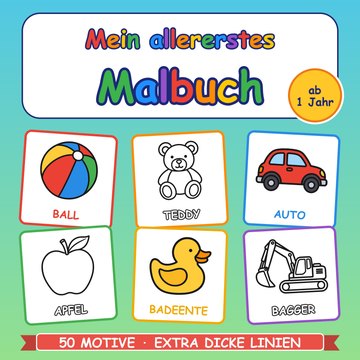 Mein allererstes
Malbuch
ab
1 Jahr
BALL
TEDDY
AUTO
APFEL
BADEENTE
BAGGER
50 MOTIVE · EXTRA DICKE LINIEN